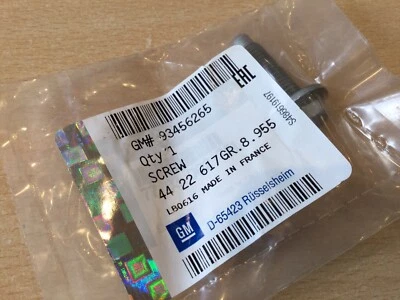 GM# 93456265
Qty 1
SCREW
44 22 617GR.8.955
LB0616 MADE IN FRANCE
GM
D-65423 Rüsselsheim
EAC